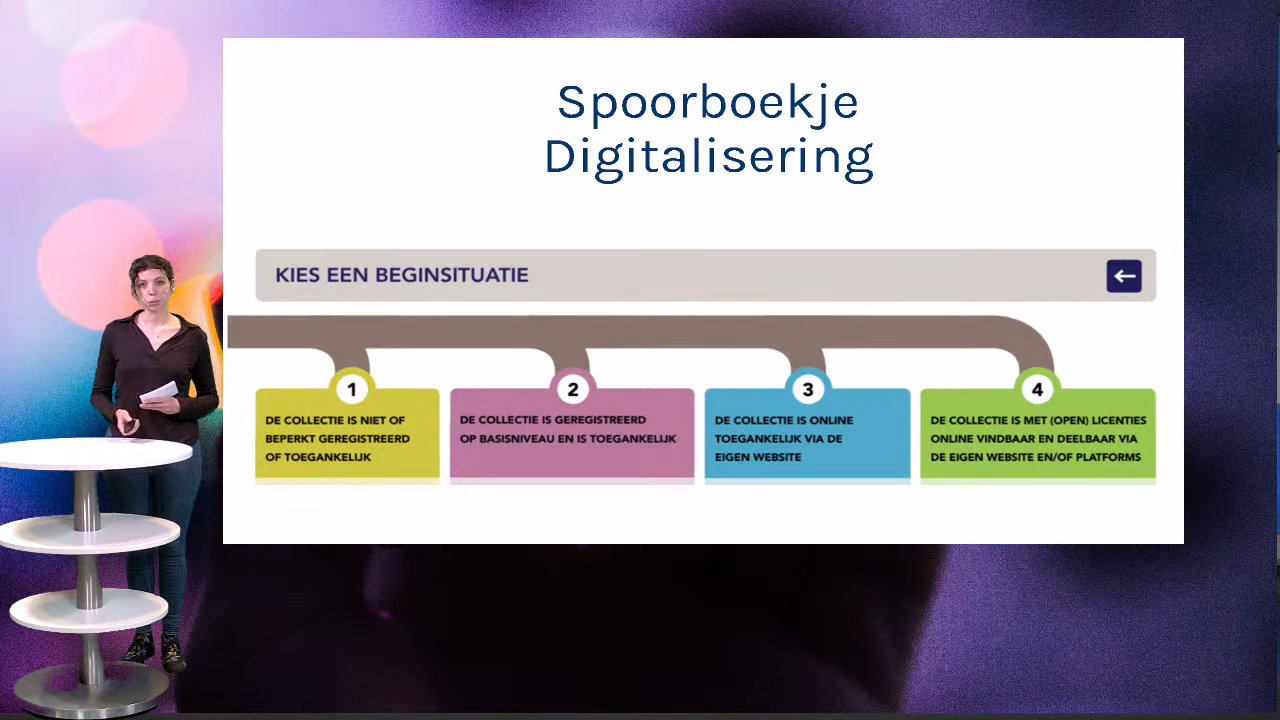 Spoorboekje
Digitalisering
KIES EEN BEGINSITUATIE
1
DE COLLECTIE IS NIET OF
BEPERKT GEREGISTREERD
OF TOEGANKELIJK
2
DE COLLECTIE IS GEREGISTREERD
OP BASISNIVEAU EN IS TOEGANKELIJK
3
DE COLLECTIE IS ONLINE
TOEGANKELIJK VIA DE
EIGEN WEBSITE
4
DE COLLECTIE IS MET (OPEN) LICENTIES
ONLINE VINDBAAR EN DEELBAAR VIA
DE EIGEN WEBSITE EN/OF PLATFORMS